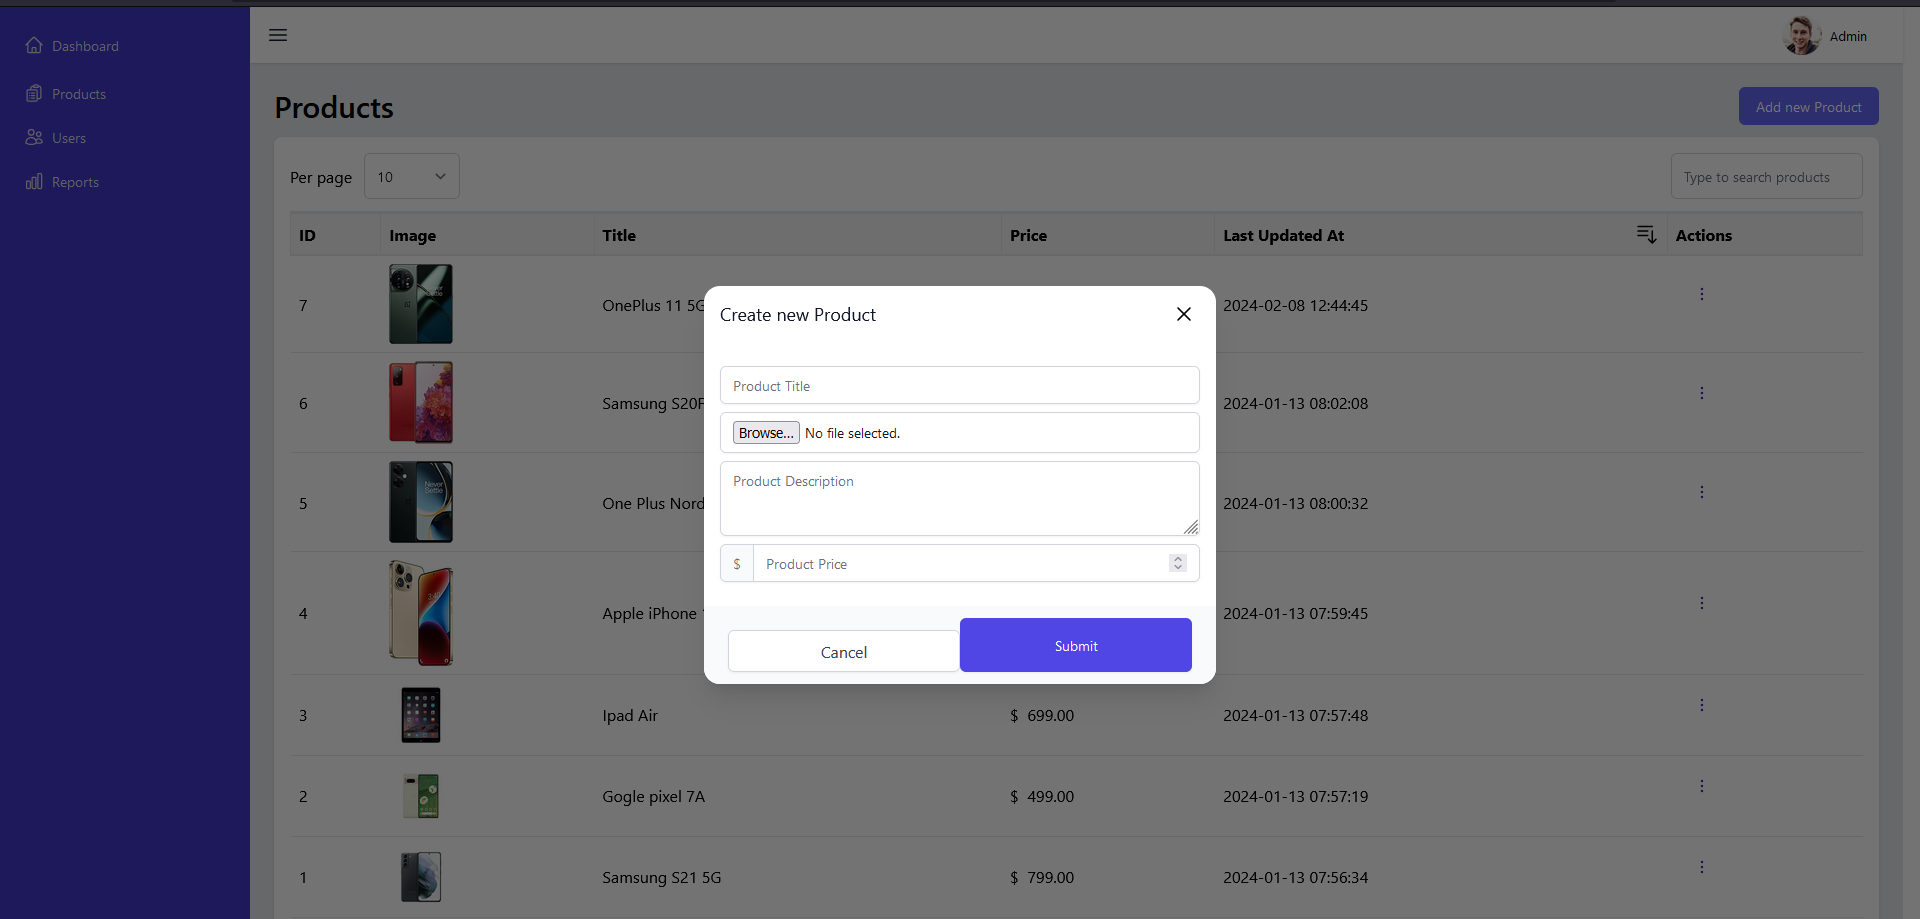 Dashboard
Products
Users
Reports
Admin
Products
Add new Product
Per page 10
Type to search products
ID Image Title Price Last Updated At Actions
7 OnePlus 11 5G 2024-02-08 12:44:45
6 Samsung S20F 2024-01-13 08:02:08
5 One Plus Nord 2024-01-13 08:00:32
4 Apple iPhone 2024-01-13 07:59:45
3 Ipad Air $ 699.00 2024-01-13 07:57:48
2 Gogle pixel 7A $ 499.00 2024-01-13 07:57:19
1 Samsung S21 5G $ 799.00 2024-01-13 07:56:34
Create new Product
Product Title
Browse... No file selected.
Product Description
$ Product Price
Cancel
Submit
Never
Settle